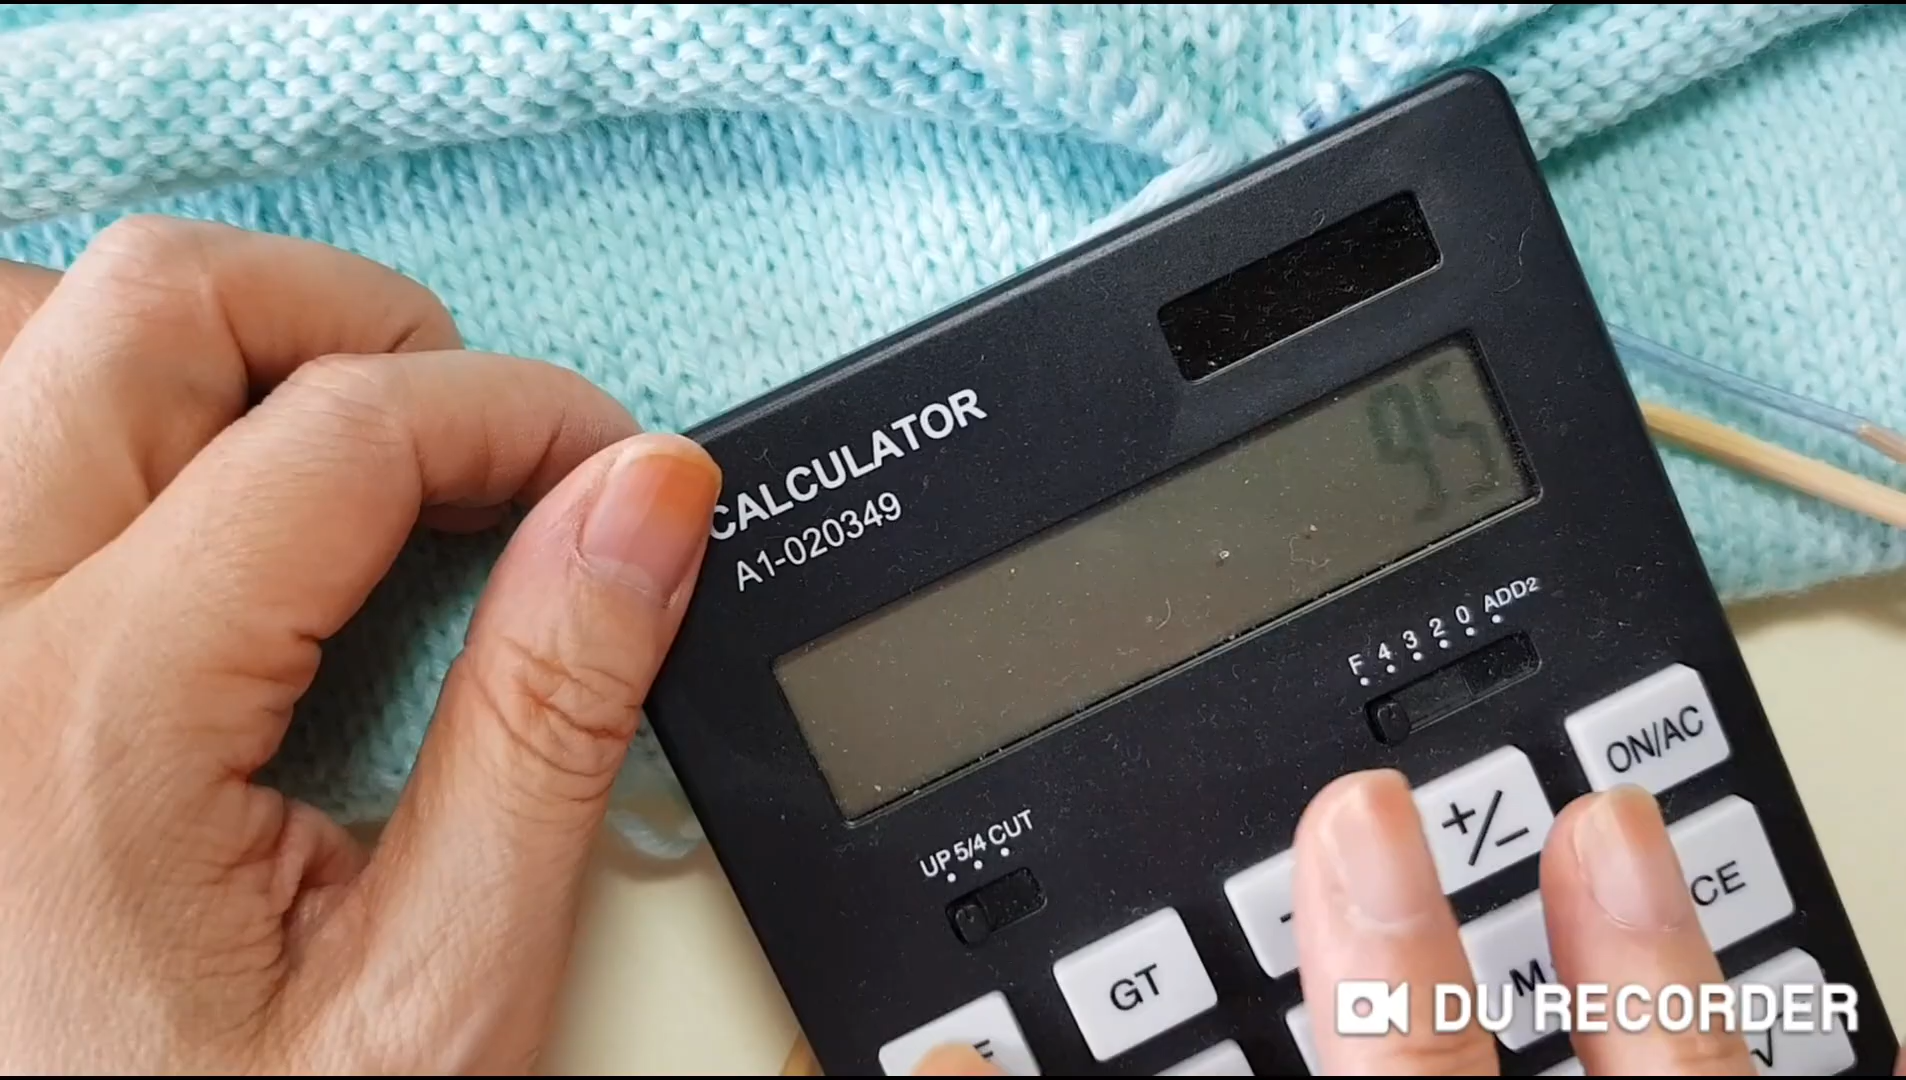 CALCULATOR
A1-020349
95
F 4 3 2 0 ADD2
UP 5/4 CUT
ON/AC
+/-
CE
GT
√
DU RECORDER